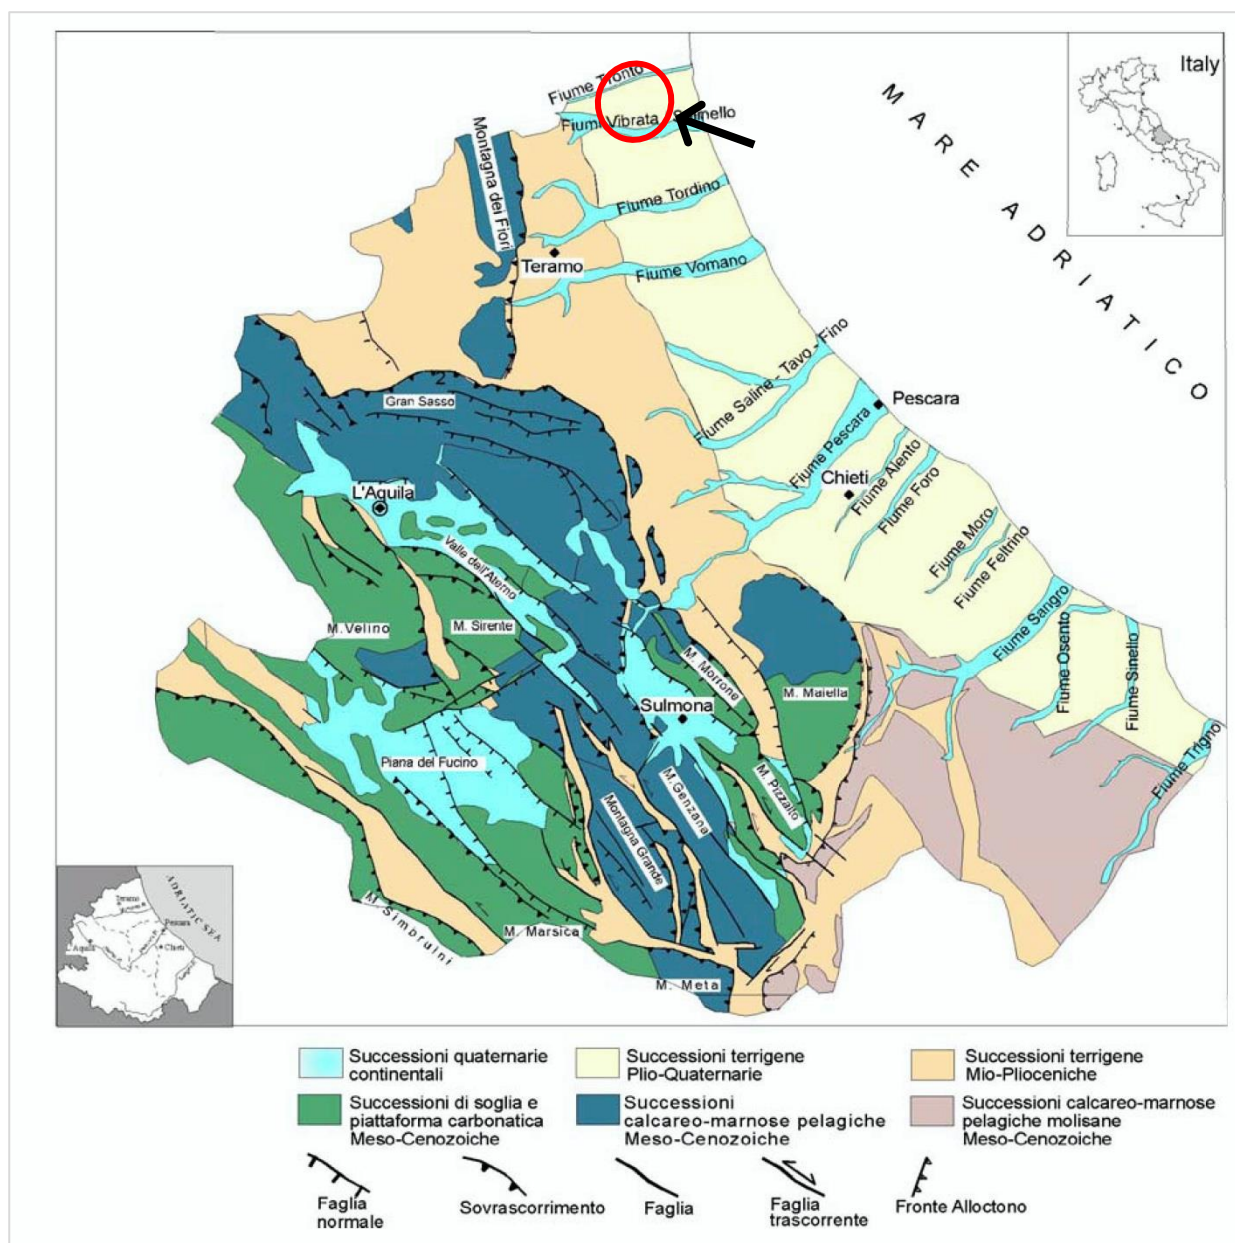 Italy
MARE ADRIATICO
Fiume Tronto
Fiumi Vibrata - Salinello
Montagna dei Fiori
Fiume Tordino
Teramo
Fiume Vomano
Fiume Saline - Tavo - Fino
2
Gran Sasso
Pescara
Fiume Pescara
Chieti
Fiume Alento
Fiume Foro
L'Aquila
Fiume Moro
Fiume Feltrino
Valle dell'Aterno
Fiume Sangro
Fiume Osento
Fiume Sinello
M. Velino
M. Sirente
M. Morrone
M. Maiella
Sulmona
Fiume Trigno
Piana del Fucino
M. Genzana
M. Pizzalto
Montagna Grande
M. Simbruini
M. Marsica
M. Meta
ADRIATIC SEA
Teramo
Pescara
Aquila
Chieti
Successioni quaternarie
continentali
Successioni terrigene
Plio-Quaternarie
Successioni terrigene
Mio-Plioceniche
Successioni di soglia e
piattaforma carbonatica
Meso-Cenozoiche
Successioni
calcareo-marnose pelagiche
Meso-Cenozoiche
Successioni calcareo-marnose
pelagiche molisane
Meso-Cenozoiche
Faglia
normale
Sovrascorrimento
Faglia
Faglia
trascorrente
Fronte Alloctono